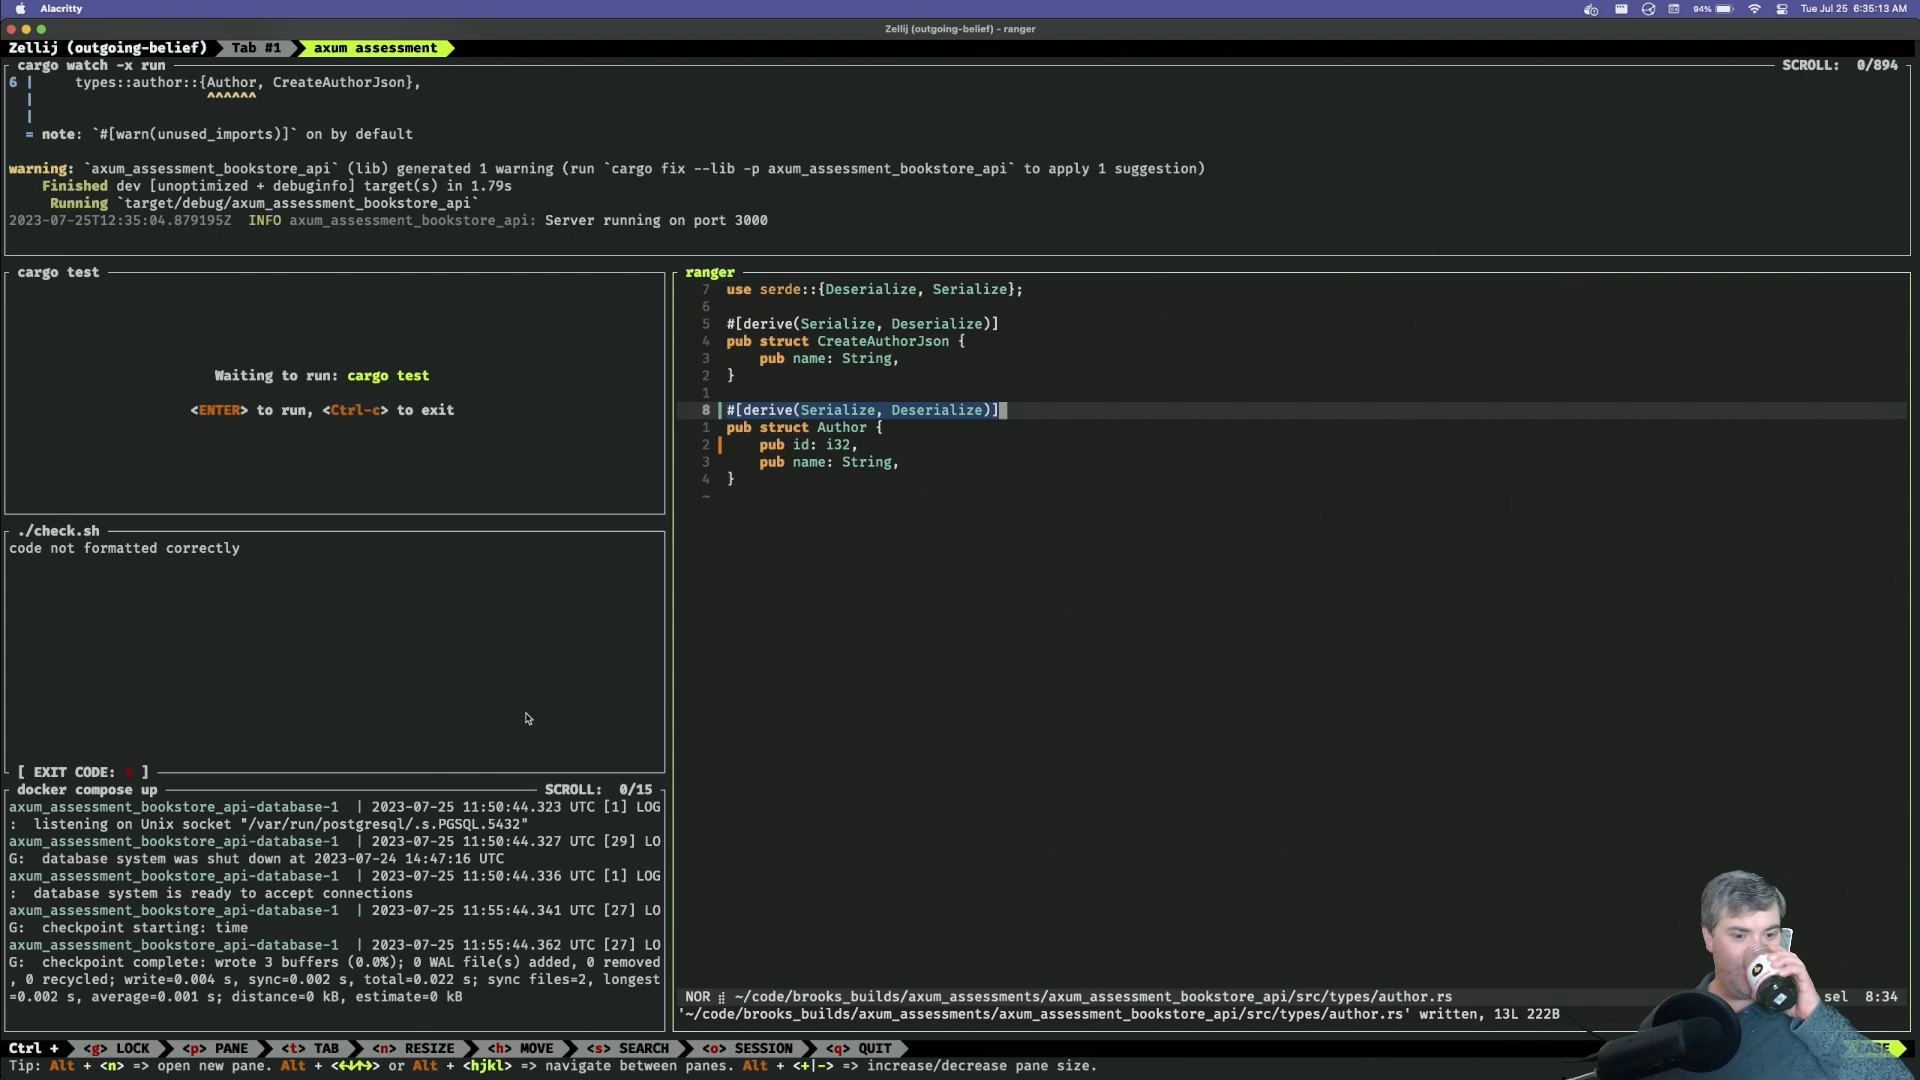 Alacritty
94%
Tue Jul 25 6:35:13 AM
Zellij (outgoing-belief) - ranger
Zellij (outgoing-belief) Tab #1 axum assessment
cargo watch -x run SCROLL: 0/894
6 | types::author::{Author, CreateAuthorJson},
| ^^^^^^
|
= note: `#[warn(unused_imports)]` on by default
warning: `axum_assessment_bookstore_api` (lib) generated 1 warning (run `cargo fix --lib -p axum_assessment_bookstore_api` to apply 1 suggestion)
Finished dev [unoptimized + debuginfo] target(s) in 1.79s
Running `target/debug/axum_assessment_bookstore_api`
2023-07-25T12:35:04.879195Z INFO axum_assessment_bookstore_api: Server running on port 3000
cargo test
Waiting to run: cargo test
<ENTER> to run, <Ctrl-c> to exit
./check.sh
code not formatted correctly
[ EXIT CODE: ]
docker compose up SCROLL: 0/15
axum_assessment_bookstore_api-database-1 | 2023-07-25 11:50:44.323 UTC [1] LOG
: listening on Unix socket "/var/run/postgresql/.s.PGSQL.5432"
axum_assessment_bookstore_api-database-1 | 2023-07-25 11:50:44.327 UTC [29] LO
G: database system was shut down at 2023-07-24 14:47:16 UTC
axum_assessment_bookstore_api-database-1 | 2023-07-25 11:50:44.336 UTC [1] LOG
: database system is ready to accept connections
axum_assessment_bookstore_api-database-1 | 2023-07-25 11:55:44.341 UTC [27] LO
G: checkpoint starting: time
axum_assessment_bookstore_api-database-1 | 2023-07-25 11:55:44.362 UTC [27] LO
G: checkpoint complete: wrote 3 buffers (0.0%); 0 WAL file(s) added, 0 removed
, 0 recycled; write=0.004 s, sync=0.002 s, total=0.022 s; sync files=2, longest
=0.002 s, average=0.001 s; distance=0 kB, estimate=0 kB
ranger
7 use serde::{Deserialize, Serialize};
6
5 #[derive(Serialize, Deserialize)]
4 pub struct CreateAuthorJson {
3 pub name: String,
2 }
1
8 #[derive(Serialize, Deserialize)]
1 pub struct Author {
2 pub id: i32,
3 pub name: String,
4 }
~
NOR ~/code/brooks_builds/axum_assessments/axum_assessment_bookstore_api/src/types/author.rs sel 8:34
'~/code/brooks_builds/axum_assessments/axum_assessment_bookstore_api/src/types/author.rs' written, 13L 222B
Ctrl + <g> LOCK <p> PANE <t> TAB <n> RESIZE <h> MOVE <s> SEARCH <o> SESSION <q> QUIT
Tip: Alt + <n> => open new pane. Alt + <←↓↑→> or Alt + <hjkl> => navigate between panes. Alt + <+|-> => increase/decrease pane size.